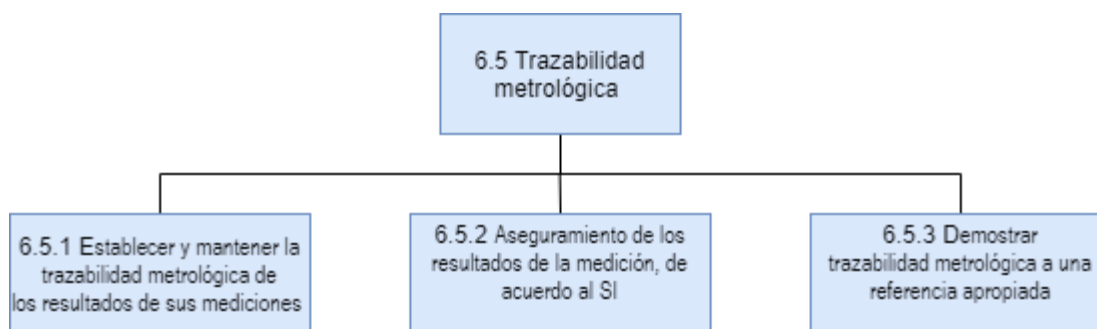 6.5 Trazabilidad
metrológica
6.5.1 Establecer y mantener la
trazabilidad metrológica de
los resultados de sus mediciones
6.5.2 Aseguramiento de los
resultados de la medición, de
acuerdo al SI
6.5.3 Demostrar
trazabilidad metrológica a una
referencia apropiada